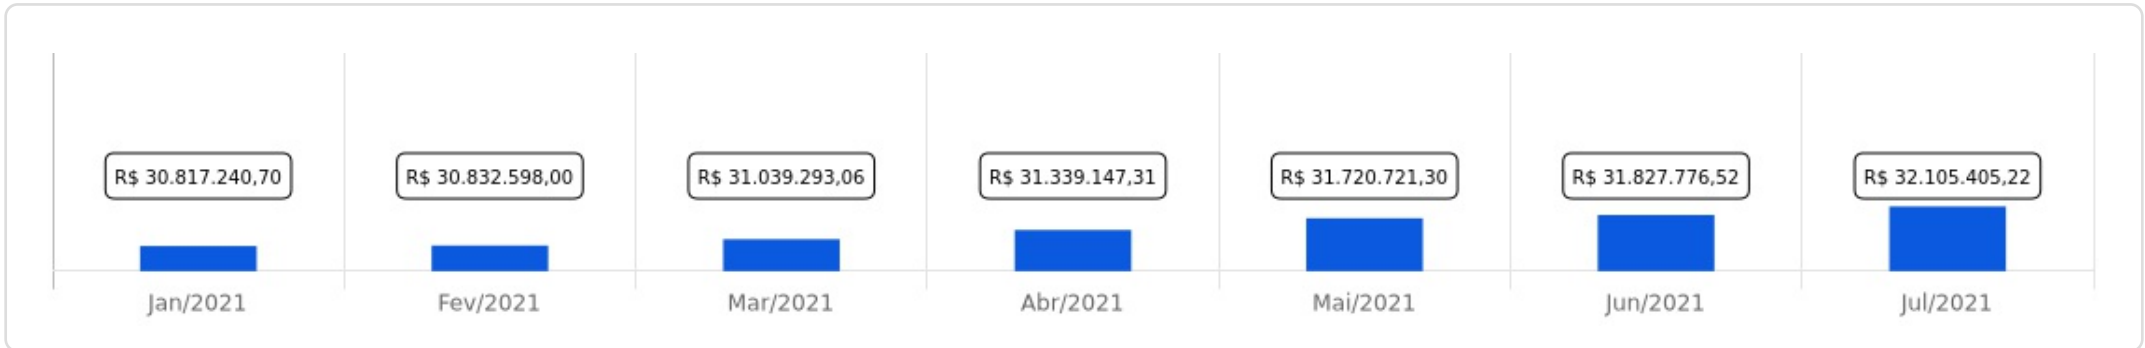 R$ 30.817.240,70 R$ 30.832.598,00 R$ 31.039.293,06 R$ 31.339.147,31 R$ 31.720.721,30 R$ 31.827.776,52 R$ 32.105.405,22
Jan/2021 Fev/2021 Mar/2021 Abr/2021 Mai/2021 Jun/2021 Jul/2021